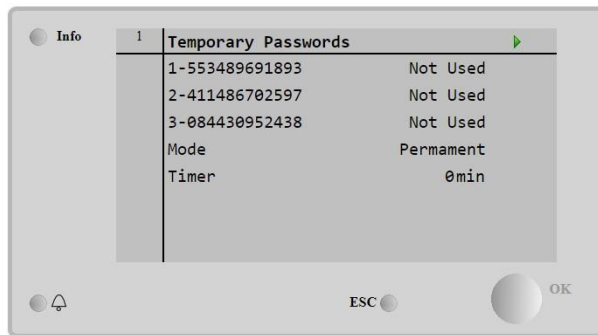 Info
1 Temporary Passwords
1-553489691893 Not Used
2-411486702597 Not Used
3-084430952438 Not Used
Mode Permament
Timer 0min
ESC
OK